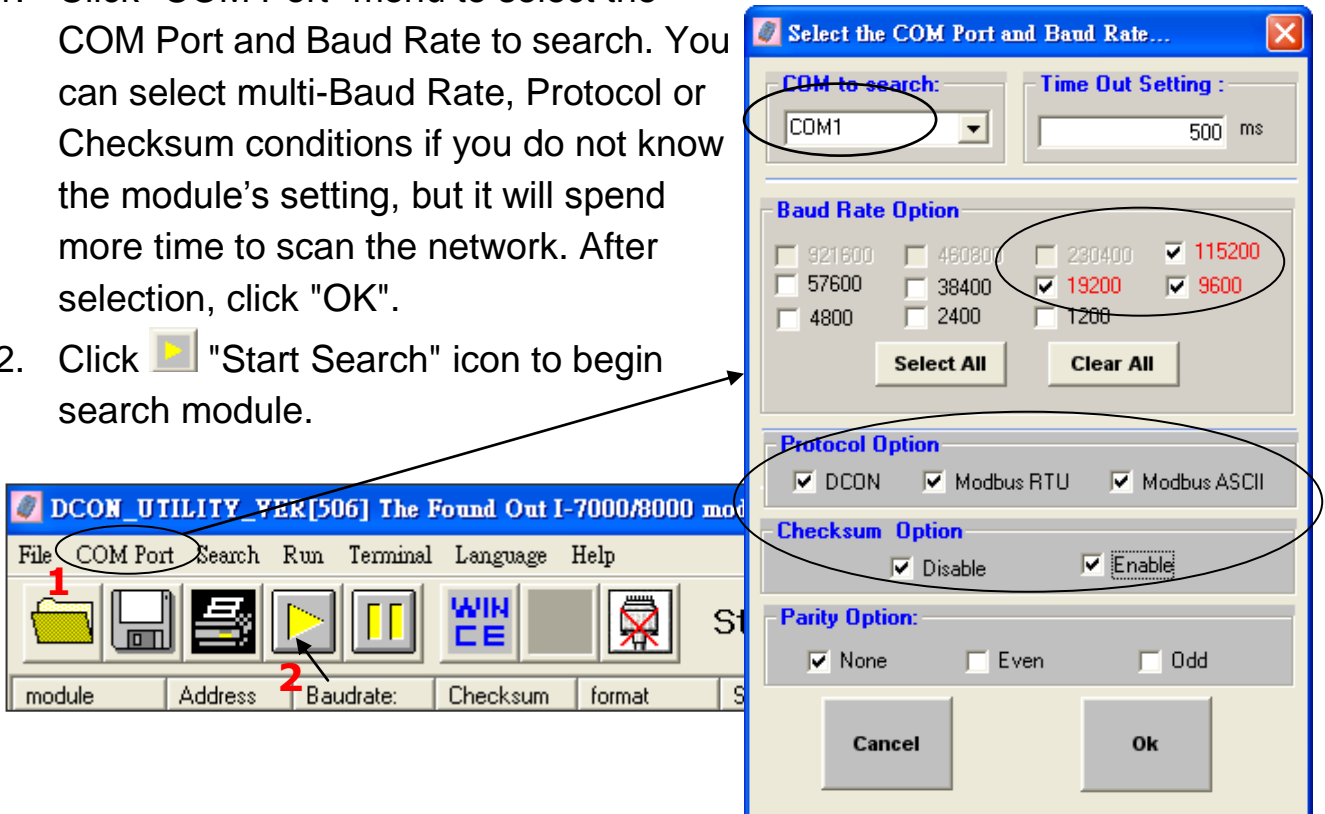 Click "COM Port" menu to select the
COM Port and Baud Rate to search. You
can select multi-Baud Rate, Protocol or
Checksum conditions if you do not know
the module's setting, but it will spend
more time to scan the network. After
selection, click "OK".
2. Click "Start Search" icon to begin
search module.
DCON_UTILITY_VER[506] The Found Out I-7000/8000
File COM Port Search Run Terminal Language Help
1
WIN
CE
2
module Address Baudrate: Checksum format
Select the COM Port and Baud Rate...
COM to search: Time Out Setting :
COM1 500 ms
Baud Rate Option
921600 460800 230400 115200
57600 38400 19200 9600
4800 2400 1200
Select All Clear All
Protocol Option
DCON Modbus RTU Modbus ASCII
Checksum Option
Disable Enable
Parity Option:
None Even Odd
Cancel Ok